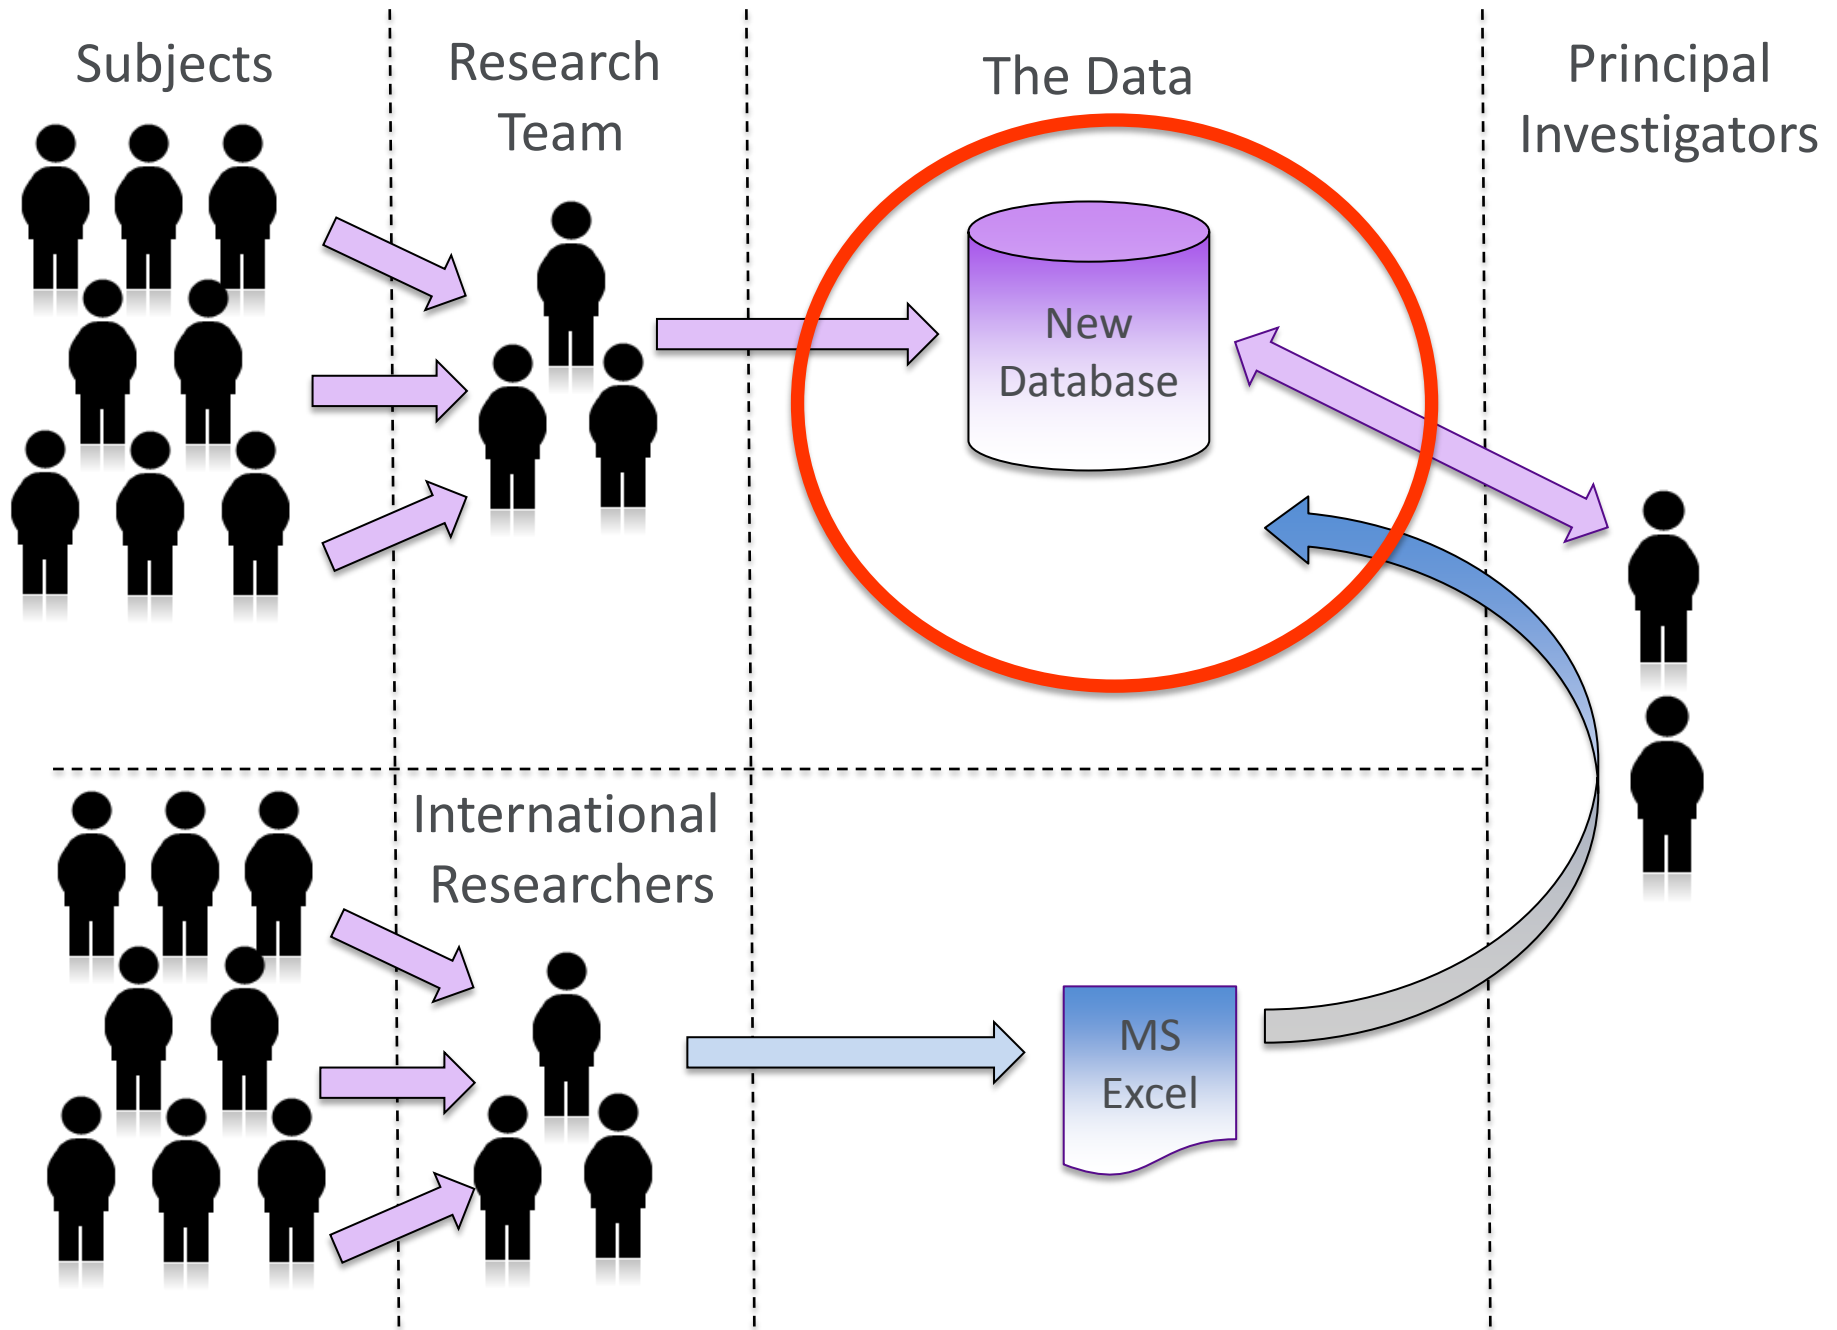 Subjects
Research
Team
The Data
Principal
Investigators
New
Database
International
Researchers
MS
Excel